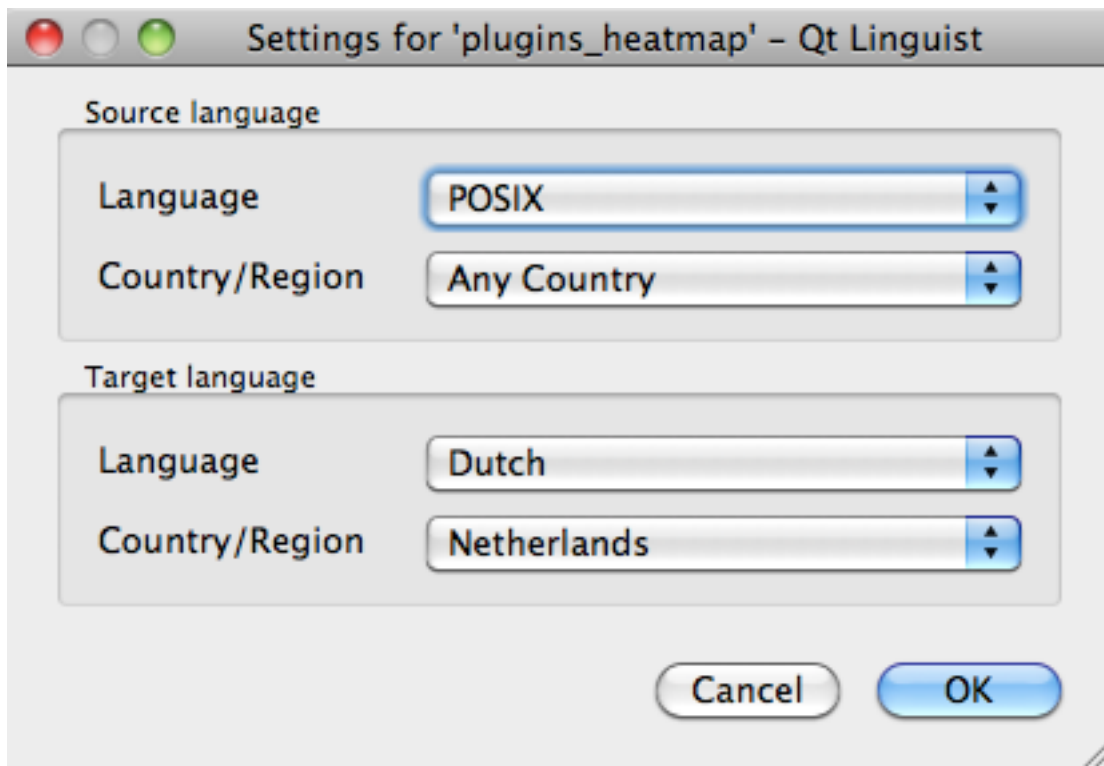 Settings for 'plugins_heatmap' – Qt Linguist
Source language
Language POSIX
Country/Region Any Country
Target language
Language Dutch
Country/Region Netherlands
Cancel OK